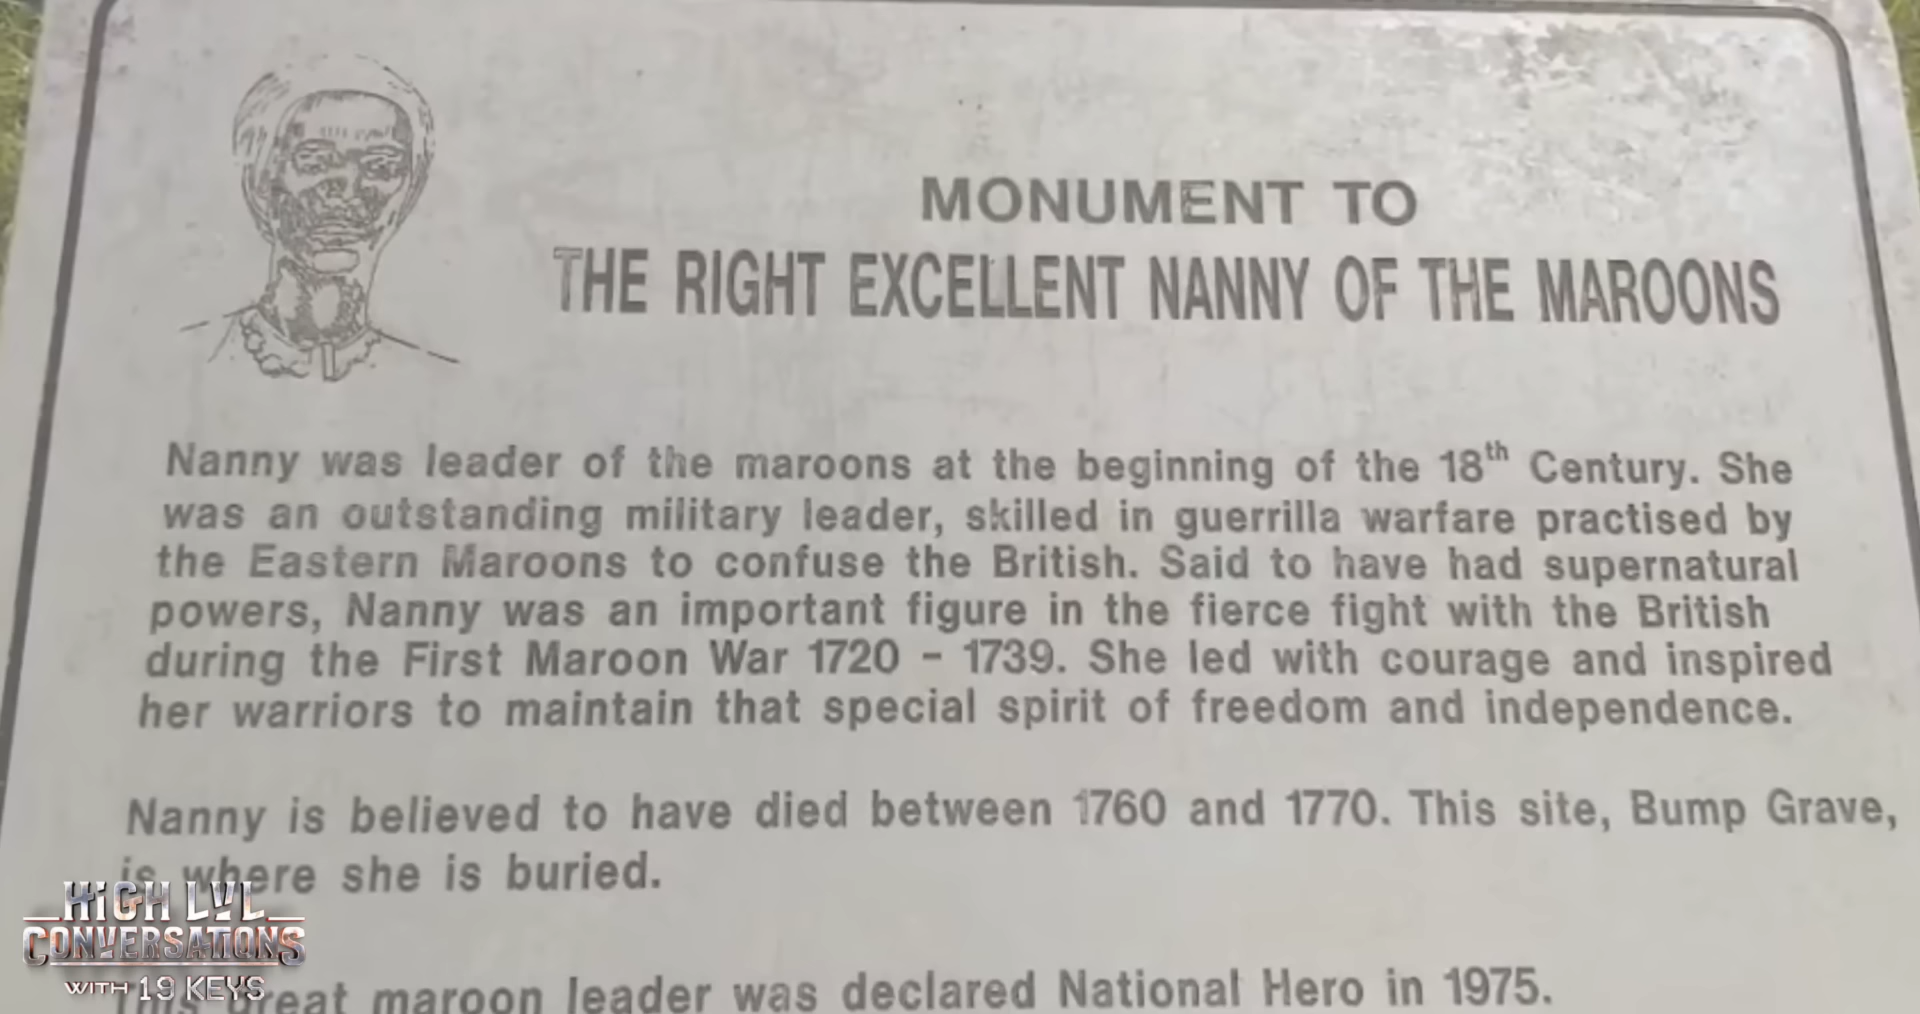 MONUMENT TO
THE RIGHT EXCELLENT NANNY OF THE MAROONS
Nanny was leader of the maroons at the beginning of the 18th Century. She
was an outstanding military leader, skilled in guerrilla warfare practised by
the Eastern Maroons to confuse the British. Said to have had supernatural
powers, Nanny was an important figure in the fierce fight with the British
during the First Maroon War 1720 - 1739. She led with courage and inspired
her warriors to maintain that special spirit of freedom and independence.
Nanny is believed to have died between 1760 and 1770. This site, Bump Grave,
is where she is buried.
This great maroon leader was declared National Hero in 1975.
HiGH LVL
CONVERSATIONS
WITH 19 KEYS